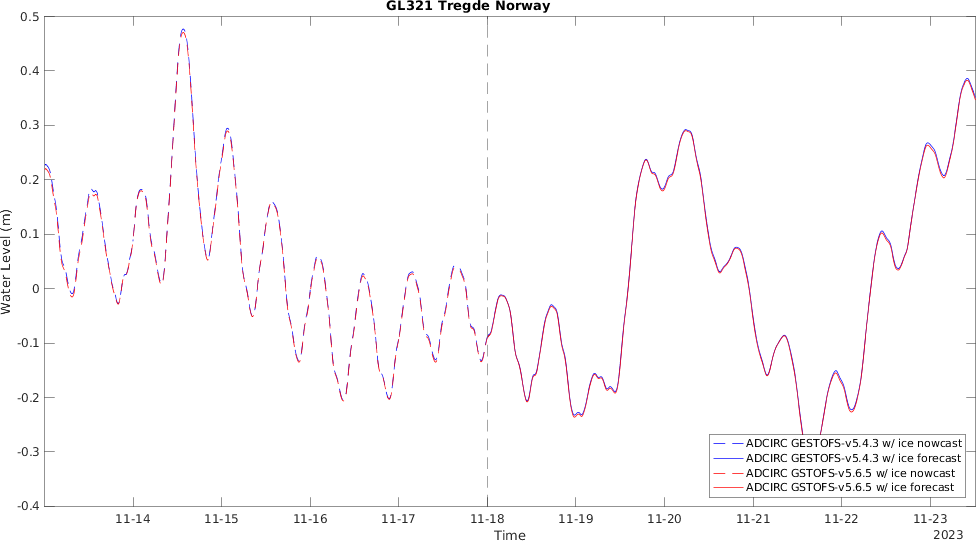 GL321 Tregde Norway
0.5
0.4
0.3
0.2
0.1
0
-0.1
-0.2
-0.3
-0.4
Water Level (m)
ADCIRC GESTOFS-v5.4.3 w/ ice nowcast
ADCIRC GESTOFS-v5.4.3 w/ ice forecast
ADCIRC GSTOFS-v5.6.5 w/ ice nowcast
ADCIRC GSTOFS-v5.6.5 w/ ice forecast
11-14 11-15 11-16 11-17 11-18 11-19 11-20 11-21 11-22 11-23
Time
2023